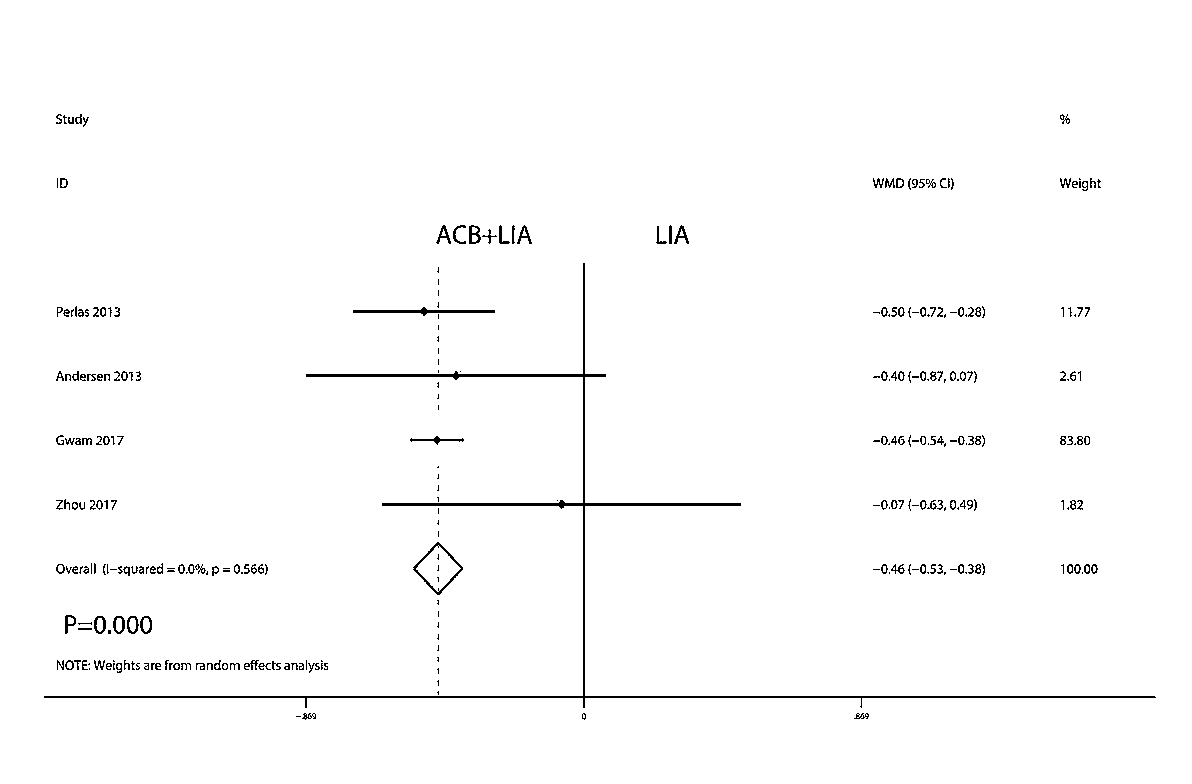 Study %
ID WMD (95% CI) Weight
ACB+LIA LIA
Perlas 2013 −0.50 (−0.72, −0.28) 11.77
Andersen 2013 −0.40 (−0.87, 0.07) 2.61
Gwam 2017 −0.46 (−0.54, −0.38) 83.80
Zhou 2017 −0.07 (−0.63, 0.49) 1.82
Overall (I−squared = 0.0%, p = 0.566) −0.46 (−0.53, −0.38) 100.00
P=0.000
NOTE: Weights are from random effects analysis
−.869 0 .869